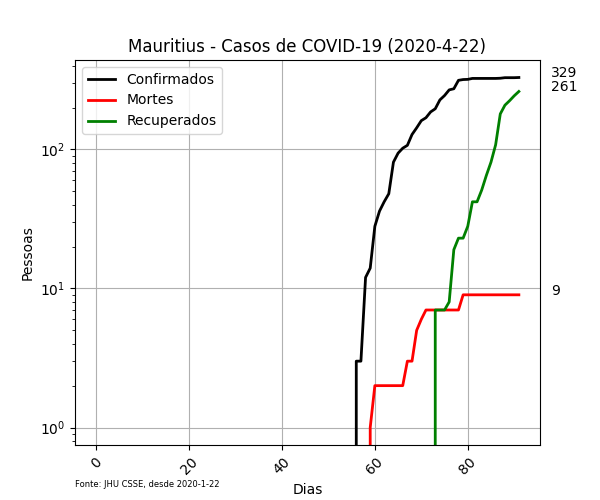 Mauritius - Casos de COVID-19 (2020-4-22)
Confirmados
Mortes
Recuperados
329
261
9
Pessoas
10²
10¹
10⁰
0
20
40
60
80
Dias
Fonte: JHU CSSE, desde 2020-1-22